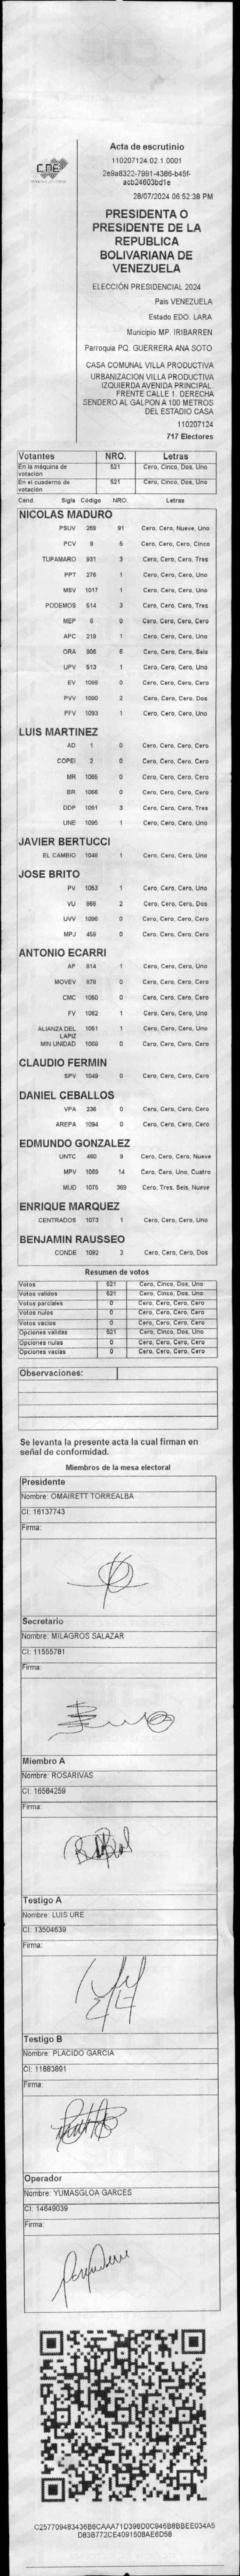 CNE
Acta de escrutinio
110207124.02.1.0001
2e9a8322-7991-4386-b45f-
acb24603bd1e
28/07/2024 06:52:38 PM
PRESIDENTA O
PRESIDENTE DE LA
REPUBLICA
BOLIVARIANA DE
VENEZUELA
ELECCIÓN PRESIDENCIAL 2024
Pais VENEZUELA
Estado EDO. LARA
Municipio MP. IRIBARREN
Parroquia PQ. GUERRERA ANA SOTO
CASA COMUNAL VILLA PRODUCTIVA
URBANIZACION VILLA PRODUCTIVA
IZQUIERDA AVENIDA PRINCIPAL.
FRENTE CALLE 1. DERECHA
SENDERO AL GALPON A 100 METROS
DEL ESTADIO CASA
110207124
717 Electores
Votantes NRO. Letras
En la máquina de votación 521 Cero, Cinco, Dos, Uno
En el cuaderno de votación 521 Cero, Cinco, Dos, Uno
Cand. Sigla Código NRO. Letras
NICOLAS MADURO
PSUV 269 91 Cero, Cero, Nueve, Uno
PCV 9 5 Cero, Cero, Cero, Cinco
TUPAMARO 931 3 Cero, Cero, Cero, Tres
PPT 276 1 Cero, Cero, Cero, Uno
MSV 1017 1 Cero, Cero, Cero, Uno
PODEMOS 514 3 Cero, Cero, Cero, Tres
MEP 6 0 Cero, Cero, Cero, Cero
APC 219 1 Cero, Cero, Cero, Uno
ORA 906 6 Cero, Cero, Cero, Seis
UPV 513 1 Cero, Cero, Cero, Uno
EV 1089 0 Cero, Cero, Cero, Cero
PVV 1090 2 Cero, Cero, Cero, Dos
PFV 1093 1 Cero, Cero, Cero, Uno
LUIS MARTINEZ
AD 1 0 Cero, Cero, Cero, Cero
COPEI 2 0 Cero, Cero, Cero, Cero
MR 1065 0 Cero, Cero, Cero, Cero
BR 1066 0 Cero, Cero, Cero, Cero
DDP 1091 3 Cero, Cero, Cero, Tres
UNE 1095 1 Cero, Cero, Cero, Uno
JAVIER BERTUCCI
EL CAMBIO 1048 1 Cero, Cero, Cero, Uno
JOSE BRITO
PV 1053 1 Cero, Cero, Cero, Uno
VU 868 2 Cero, Cero, Cero, Dos
UVV 1096 0 Cero, Cero, Cero, Cero
MPJ 459 0 Cero, Cero, Cero, Cero
ANTONIO ECARRI
AP 814 1 Cero, Cero, Cero, Uno
MOVEV 878 0 Cero, Cero, Cero, Cero
CMC 1050 0 Cero, Cero, Cero, Cero
FV 1052 1 Cero, Cero, Cero, Uno
ALIANZA DEL LAPIZ 1051 1 Cero, Cero, Cero, Uno
MIN UNIDAD 1068 0 Cero, Cero, Cero, Cero
CLAUDIO FERMIN
SPV 1049 0 Cero, Cero, Cero, Cero
DANIEL CEBALLOS
VPA 236 0 Cero, Cero, Cero, Cero
AREPA 1094 0 Cero, Cero, Cero, Cero
EDMUNDO GONZALEZ
UNTC 460 9 Cero, Cero, Cero, Nueve
MPV 1089 14 Cero, Cero, Uno, Cuatro
MUD 1075 369 Cero, Tres, Seis, Nueve
ENRIQUE MARQUEZ
CENTRADOS 1073 1 Cero, Cero, Cero, Uno
BENJAMIN RAUSSEO
CONDE 1082 2 Cero, Cero, Cero, Dos
Resumen de votos
Votos 521 Cero, Cinco, Dos, Uno
Votos validos 521 Cero, Cinco, Dos, Uno
Votos parciales 0 Cero, Cero, Cero, Cero
Votos nulos 0 Cero, Cero, Cero, Cero
Votos vacios 0 Cero, Cero, Cero, Cero
Opciones validas 521 Cero, Cinco, Dos, Uno
Opciones nulas 0 Cero, Cero, Cero, Cero
Opciones vacias 0 Cero, Cero, Cero, Cero
Observaciones:
Se levanta la presente acta la cual firman en
señal de conformidad.
Miembros de la mesa electoral
Presidente
Nombre: OMAIRETT TORREALBA
CI: 16137743
Firma:
Secretario
Nombre: MILAGROS SALAZAR
CI: 11555781
Firma:
Miembro A
Nombre: ROSARIVAS
CI: 16584259
Firma:
Testigo A
Nombre: LUIS URE
CI: 13504639
Firma:
Testigo B
Nombre: PLACIDO GARCIA
CI: 11883891
Firma:
Operador
Nombre: YUMASGLOA GARCES
CI: 14649039
Firma:
C257709483436B6CAAA71D398D0C946B8BBEE034A5
D83B772CE4091508AE6D58